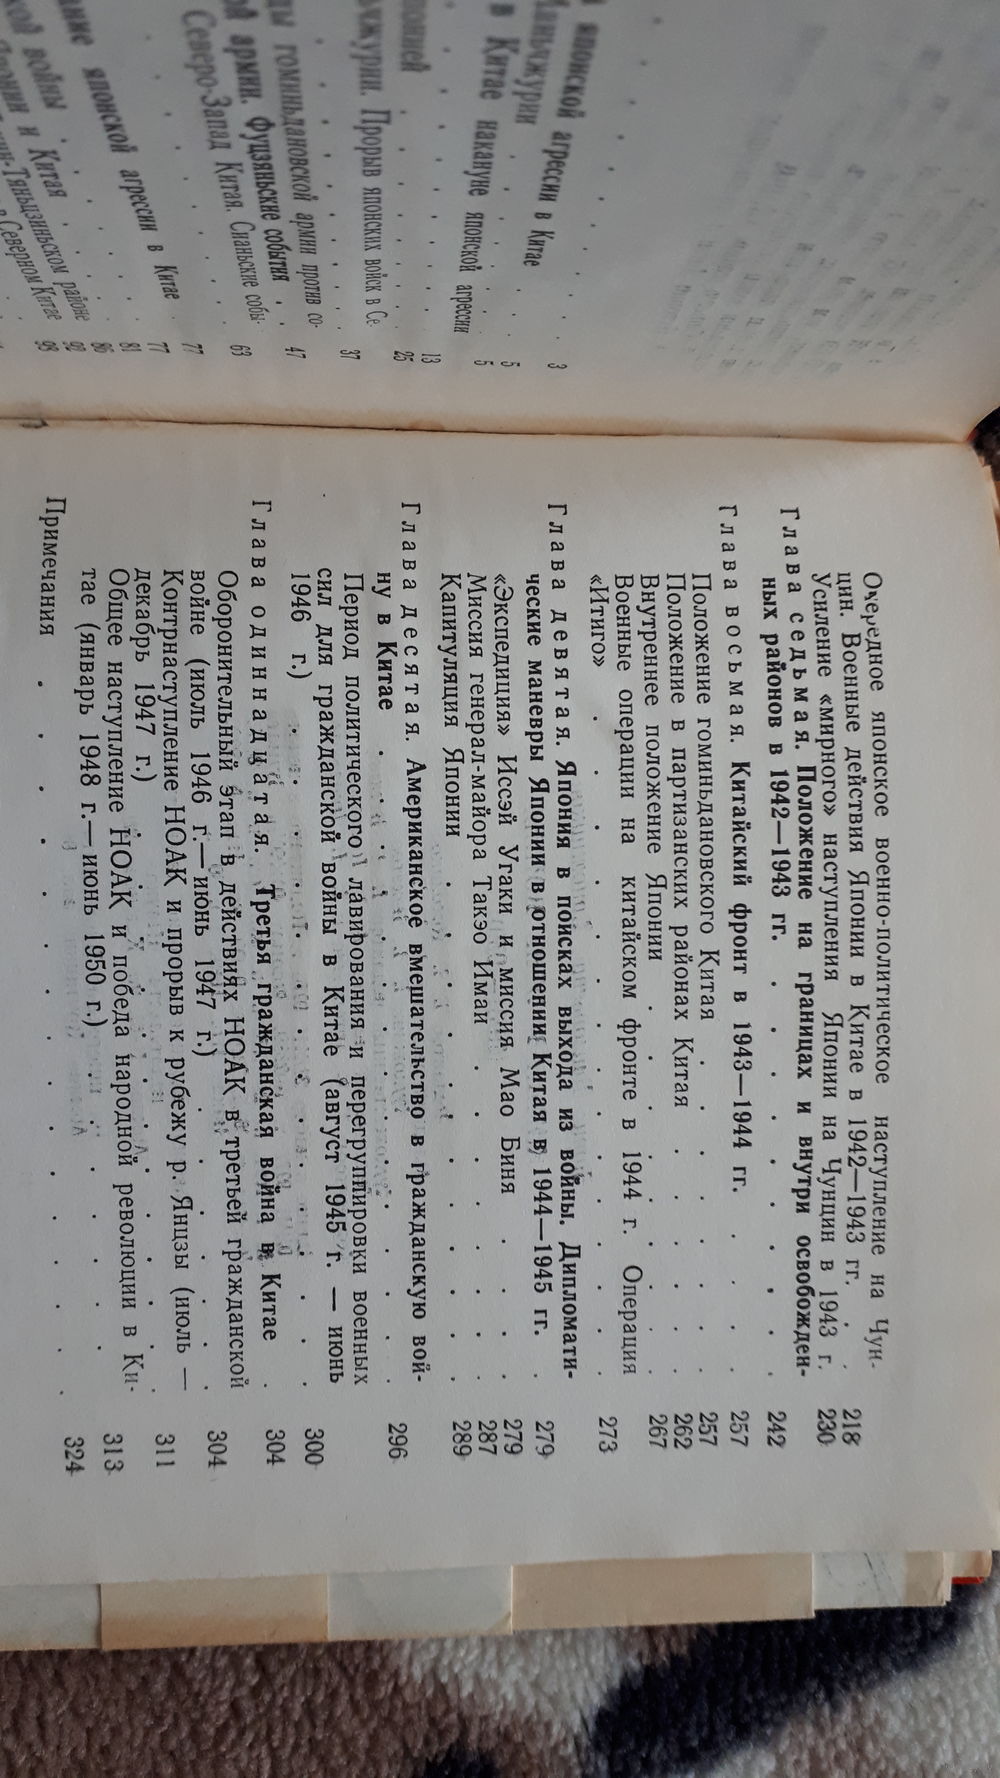 японской агрессии в Китае . . . 3
Маньчжурии . . . 5
в Китае накануне японской агрессии . . . 5
. . . 13
понией . . . 25
ьчжурии. Прорыв японских войск в Се
. . . 37
ды гоминьдановской армии против со-
ой армии. Фуцзяньские события . . . 47
Северо-Запад Китая. Сианьские собы-
. . . 63
. . . 77
ание японской агрессии в Китае . . . 77
кой войны . . . 81
Японии и Китая . . . 86
-Тяньцзиньском районе . . . 92
в Северном Китае . . . 98
Очередное японское военно-политическое наступление на Чун-
цин. Военные действия Японии в Китае в 1942—1943 гг. . . 218
Усиление «мирного» наступления Японии на Чунцин в 1943 г. 230
Глава седьмая. Положение на границах и внутри освобожден-
ных районов в 1942—1943 гг. . . . . . . 242
Глава восьмая. Китайский фронт в 1943—1944 гг. . . . 257
Положение гоминьдановского Китая . . . . . . 257
Положение в партизанских районах Китая . . . . . 262
Внутреннее положение Японии . . . . . . . 267
Военные операции на китайском фронте в 1944 г. Операция
«Итиго» . . . . . . . . . . 273
Глава девятая. Япония в поисках выхода из войны. Дипломати-
ческие маневры Японии в отношении Китая в 1944—1945 гг. . 279
«Экспедиция» Иссэй Угаки и миссия Мао Биня . . . 279
Миссия генерал-майора Такэо Имаи . . . . . . 287
Капитуляция Японии . . . . . . . . 289
Глава десятая. Американское вмешательство в гражданскую вой-
ну в Китае . . . . . . . . . 296
Период политического лавирования и перегруппировки военных
сил для гражданской войны в Китае (август 1945 г. — июнь
1946 г.) . . . . . . . . . . 300
Глава одиннадцатая. Третья гражданская война в Китае . 304
Оборонительный этап в действиях НОАК в третьей гражданской
войне (июль 1946 г.— июнь 1947 г.) . . . . . 304
Контрнаступление НОАК и прорыв к рубежу р. Янцзы (июль —
декабрь 1947 г.) . . . . . . . . 311
Общее наступление НОАК и победа народной революции в Ки-
тае (январь 1948 г.— июнь 1950 г.) . . . . . 313
Примечания . . . . . . . . . . 324